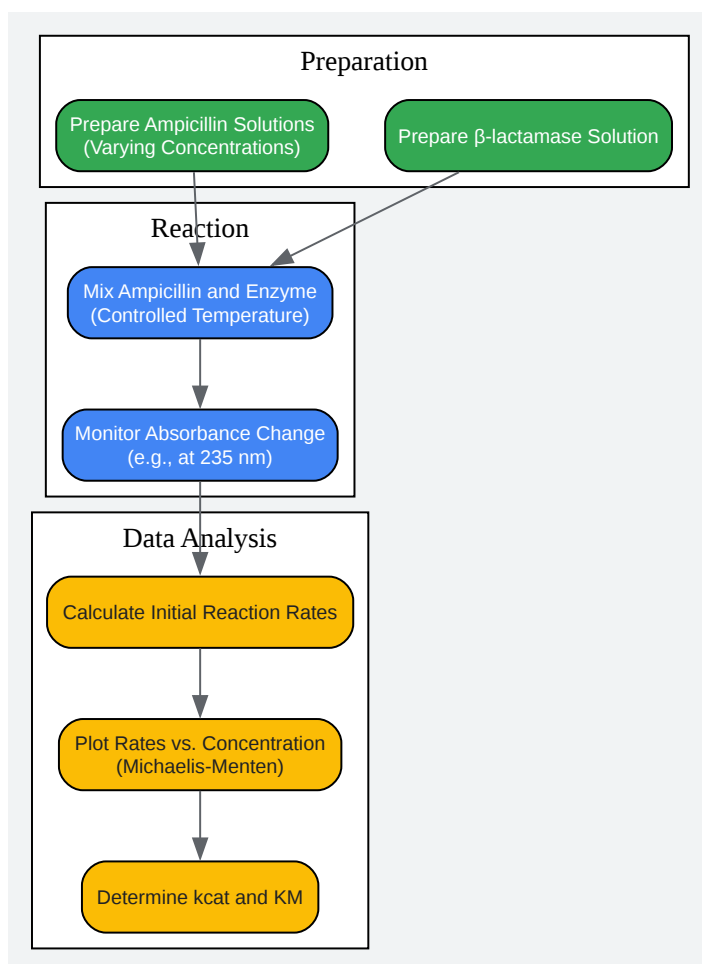 Preparation
Prepare Ampicillin Solutions
(Varying Concentrations)
Prepare β-lactamase Solution
Reaction
Mix Ampicillin and Enzyme
(Controlled Temperature)
Monitor Absorbance Change
(e.g., at 235 nm)
Data Analysis
Calculate Initial Reaction Rates
Plot Rates vs. Concentration
(Michaelis-Menten)
Determine kcat and KM